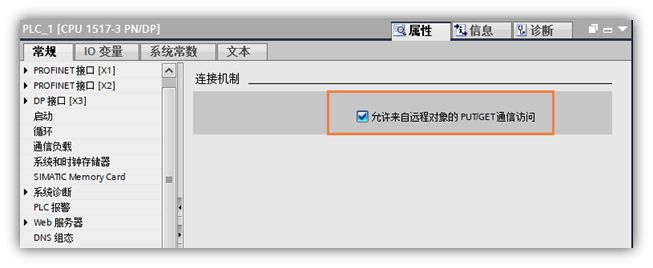 PLC_1 [CPU 1517-3 PN/DP]
属性 信息 诊断
常规 IO 变量 系统常数 文本
PROFINET接口 [X1]
PROFINET接口 [X2]
DP 接口 [X3]
启动
循环
通信负载
系统和时钟存储器
SIMATIC Memory Card
系统诊断
PLC 报警
Web 服务器
DNS 组态
连接机制
允许来自远程对象的 PUT/GET 通信访问